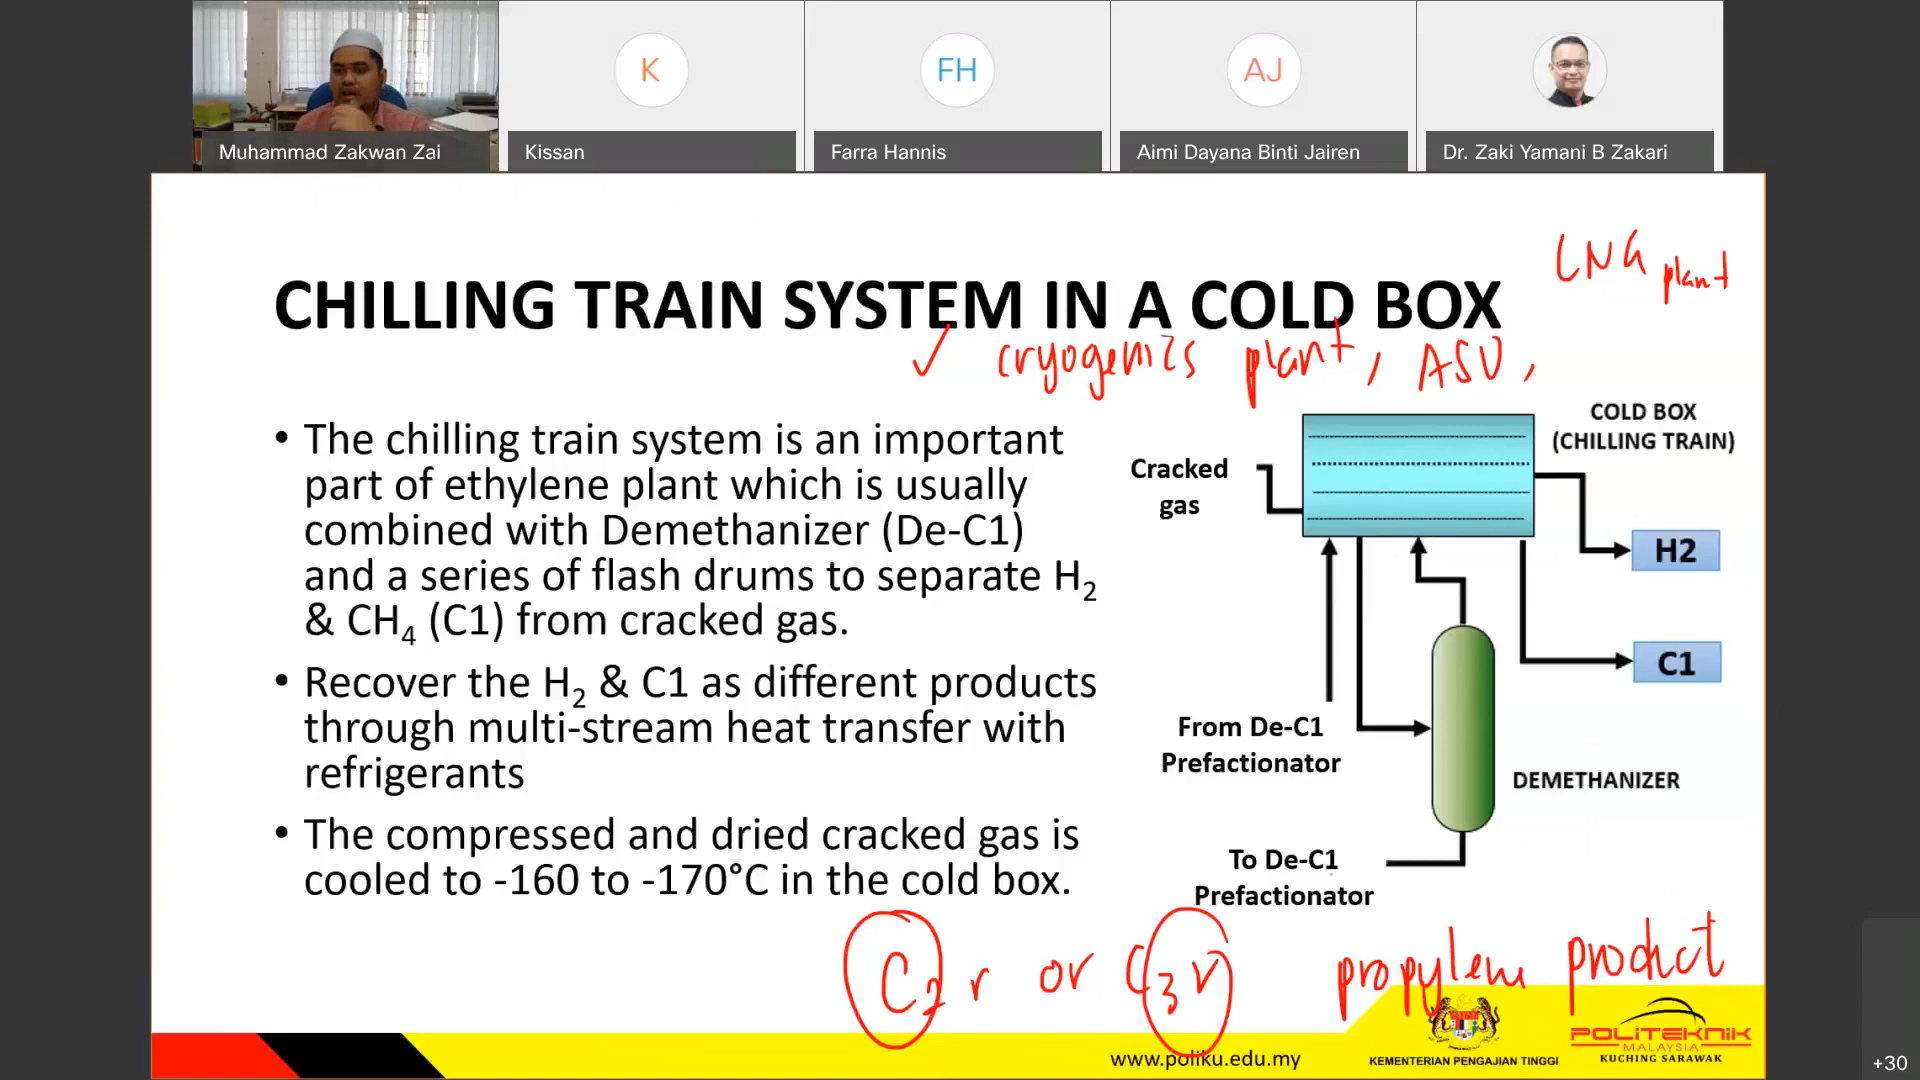 K
FH
AJ
Muhammad Zakwan Zai
Kissan
Farra Hannis
Aimi Dayana Binti Jairen
Dr. Zaki Yamani B Zakari
LNG plant
CHILLING TRAIN SYSTEM IN A COLD BOX
✓ cryogenics plant, ASU,
• The chilling train system is an important
part of ethylene plant which is usually
combined with Demethanizer (De-C1)
and a series of flash drums to separate H2
& CH4 (C1) from cracked gas.
• Recover the H2 & C1 as different products
through multi-stream heat transfer with
refrigerants
• The compressed and dried cracked gas is
cooled to -160 to -170°C in the cold box.
COLD BOX
(CHILLING TRAIN)
Cracked
gas
H2
C1
From De-C1
Prefactionator
DEMETHANIZER
To De-C1
Prefactionator
C2r or C3r propylene product
www.poliku.edu.my
KEMENTERIAN PENGAJIAN TINGGI
POLITEKNIK
MALAYSIA
KUCHING SARAWAK
+30